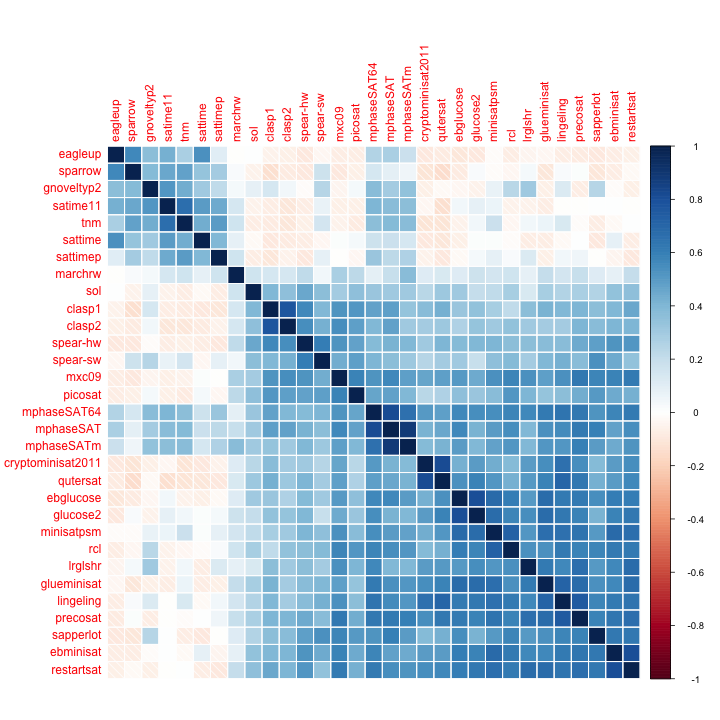 eagleup
sparrow
gnoveltyp2
satime11
tnm
sattime
sattimep
marchrw
sol
clasp1
clasp2
spear-hw
spear-sw
mxc09
picosat
mphaseSAT64
mphaseSAT
mphaseSATm
cryptominisat2011
qutersat
ebglucose
glucose2
minisatpsm
rcl
lrglshr
glueminisat
lingeling
precosat
sapperlot
ebminisat
restartsat
eagleup
sparrow
gnoveltyp2
satime11
tnm
sattime
sattimep
marchrw
sol
clasp1
clasp2
spear-hw
spear-sw
mxc09
picosat
mphaseSAT64
mphaseSAT
mphaseSATm
cryptominisat2011
qutersat
ebglucose
glucose2
minisatpsm
rcl
lrglshr
glueminisat
lingeling
precosat
sapperlot
ebminisat
restartsat
1
0.8
0.6
0.4
0.2
0
-0.2
-0.4
-0.6
-0.8
-1